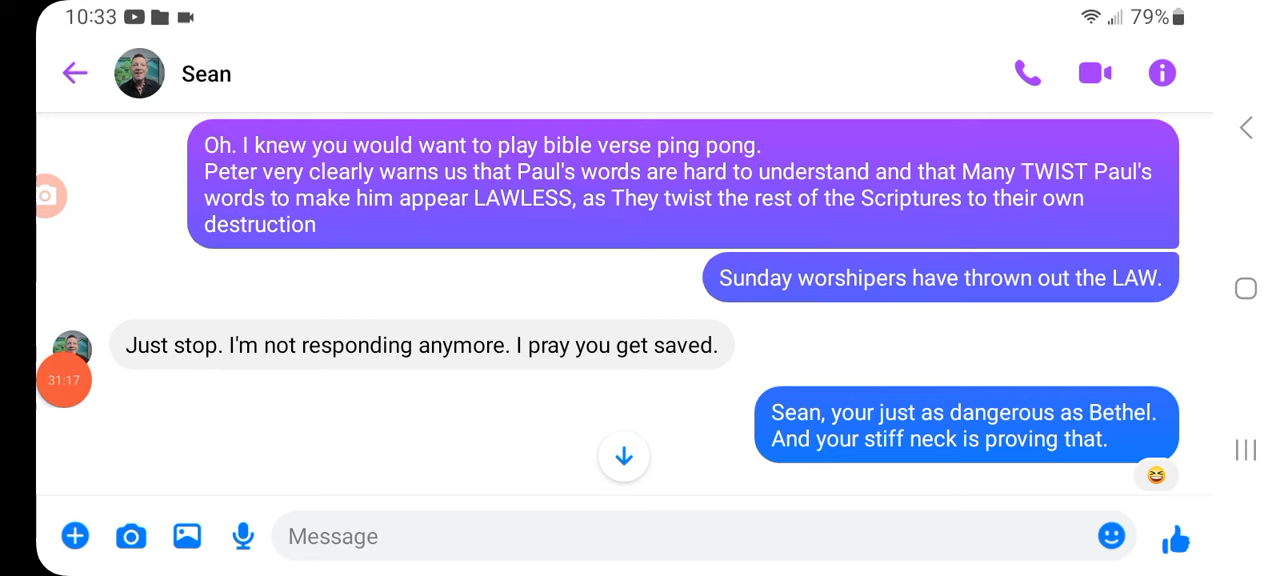 10:33
79%
Sean
Oh. I knew you would want to play bible verse ping pong.
Peter very clearly warns us that Paul's words are hard to understand and that Many TWIST Paul's
words to make him appear LAWLESS, as They twist the rest of the Scriptures to their own
destruction
Sunday worshipers have thrown out the LAW.
Just stop. I'm not responding anymore. I pray you get saved.
31:17
Sean, your just as dangerous as Bethel.
And your stiff neck is proving that.
Message